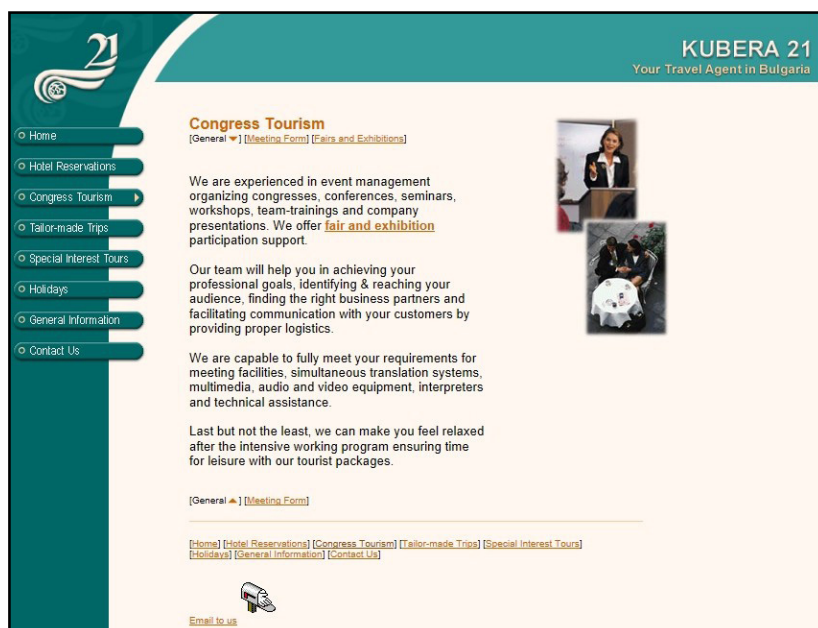 21
KUBERA 21
Your Travel Agent in Bulgaria
Home
Hotel Reservations
Congress Tourism
Tailor-made Trips
Special Interest Tours
Holidays
General Information
Contact Us
Congress Tourism
[General ] [Meeting Form] [Fairs and Exhibitions]
We are experienced in event management
organizing congresses, conferences, seminars,
workshops, team-trainings and company
presentations. We offer fair and exhibition
participation support.
Our team will help you in achieving your
professional goals, identifying & reaching your
audience, finding the right business partners and
facilitating communication with your customers by
providing proper logistics.
We are capable to fully meet your requirements for
meeting facilities, simultaneous translation systems,
multimedia, audio and video equipment, interpreters
and technical assistance.
Last but not the least, we can make you feel relaxed
after the intensive working program ensuring time
for leisure with our tourist packages.
[General ] [Meeting Form]
[Home] [Hotel Reservations] [Congress Tourism] [Tailor-made Trips] [Special Interest Tours]
[Holidays] [General Information] [Contact Us]
Email to us